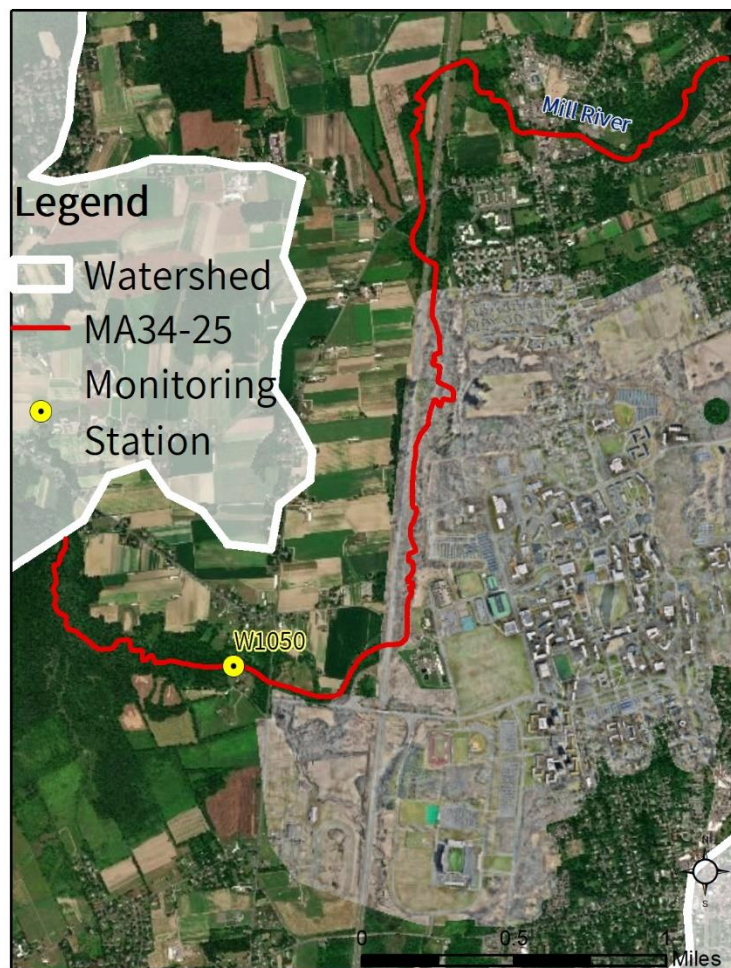 Mill River
Legend
Watershed
MA34-25
Monitoring
Station
W1050
N
S
0 0.5 1
Miles